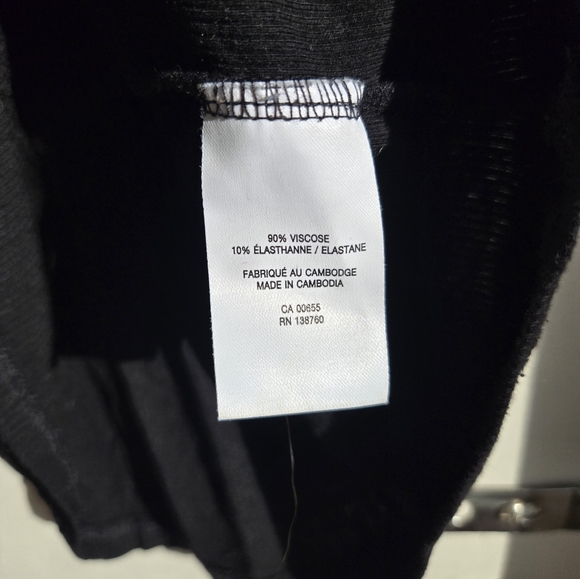 90% VISCOSE
10% ÉLASTHANNE / ELASTANE
FABRIQUÉ AU CAMBODGE
MADE IN CAMBODIA
CA 00655
RN 138760